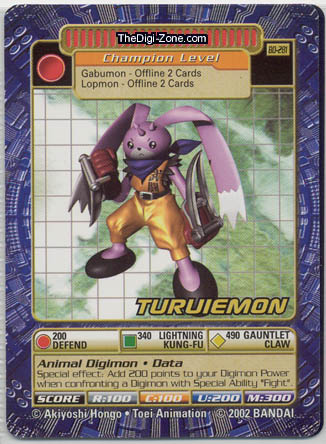 TheDigi-Zone.com
BO-281
Champion Level
Gabumon - Offline 2 Cards
Lopmon - Offline 2 Cards
TURUIEMON
200 DEFEND
340 LIGHTNING KUNG-FU
490 GAUNTLET CLAW
Animal Digimon • Data
Special effect: Add 200 points to your Digimon Power
when confronting a Digimon with Special Ability "Fight".
SCORE R:100 C:100 U:200 M:300
© Akiyoshi Hongo • Toei Animation © 2002 BANDAI